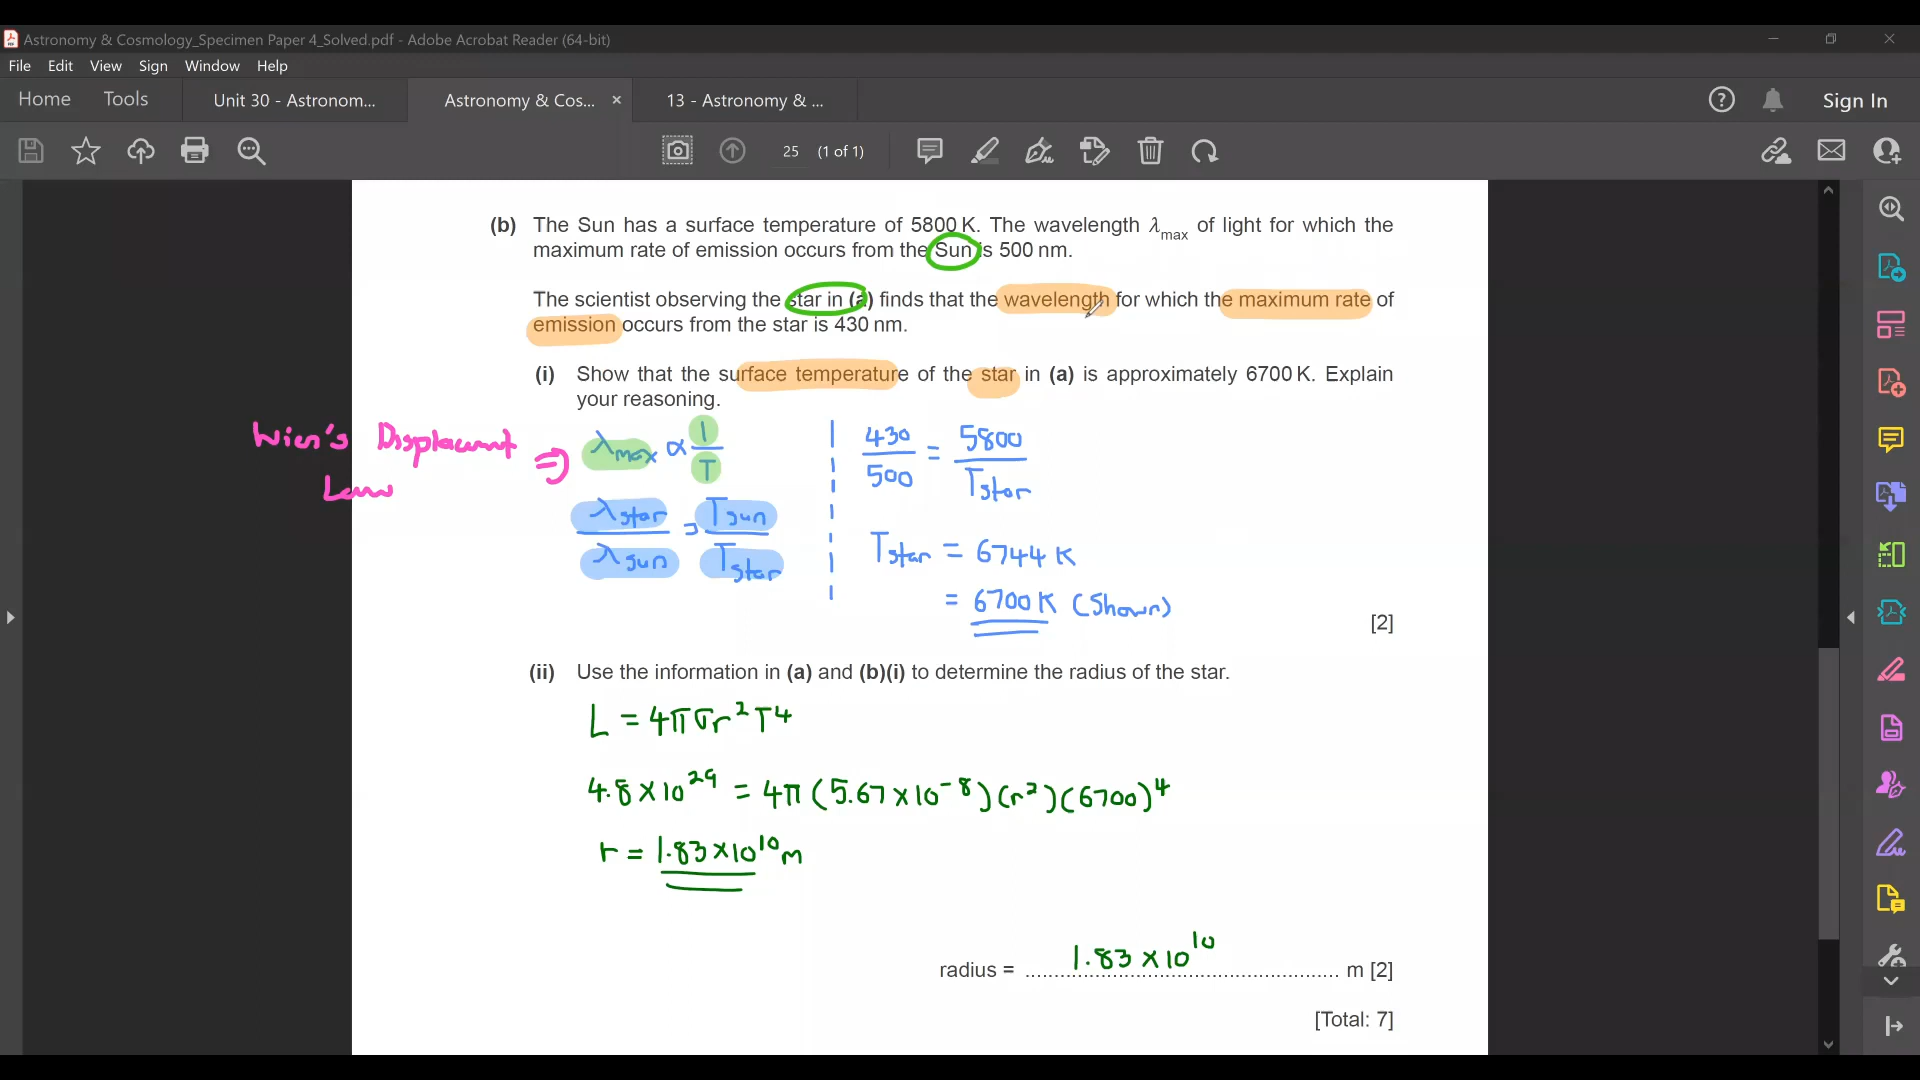 Astronomy & Cosmology_Specimen Paper 4_Solved.pdf - Adobe Acrobat Reader (64-bit)
File Edit View Sign Window Help
Home Tools Unit 30 - Astronom... Astronomy & Cos... × 13 - Astronomy & ... Sign In
25 (1 of 1)
(b) The Sun has a surface temperature of 5800 K. The wavelength λmax of light for which the
maximum rate of emission occurs from the Sun is 500 nm.
The scientist observing the star in (a) finds that the wavelength for which the maximum rate of
emission occurs from the star is 430 nm.
(i) Show that the surface temperature of the star in (a) is approximately 6700 K. Explain
your reasoning.
Wien's Displacement
Law
⇒ λmax ∝ 1/T
λstar/λsun = Tsun/Tstar
430/500 = 5800/Tstar
Tstar = 6744 K
= 6700 K (Shown)
[2]
(ii) Use the information in (a) and (b)(i) to determine the radius of the star.
L = 4πσr²T⁴
4.8 × 10²⁹ = 4π (5.67 × 10⁻⁸)(r²)(6700)⁴
r = 1.83 × 10¹⁰ m
radius = 1.83 × 10¹⁰ m [2]
[Total: 7]